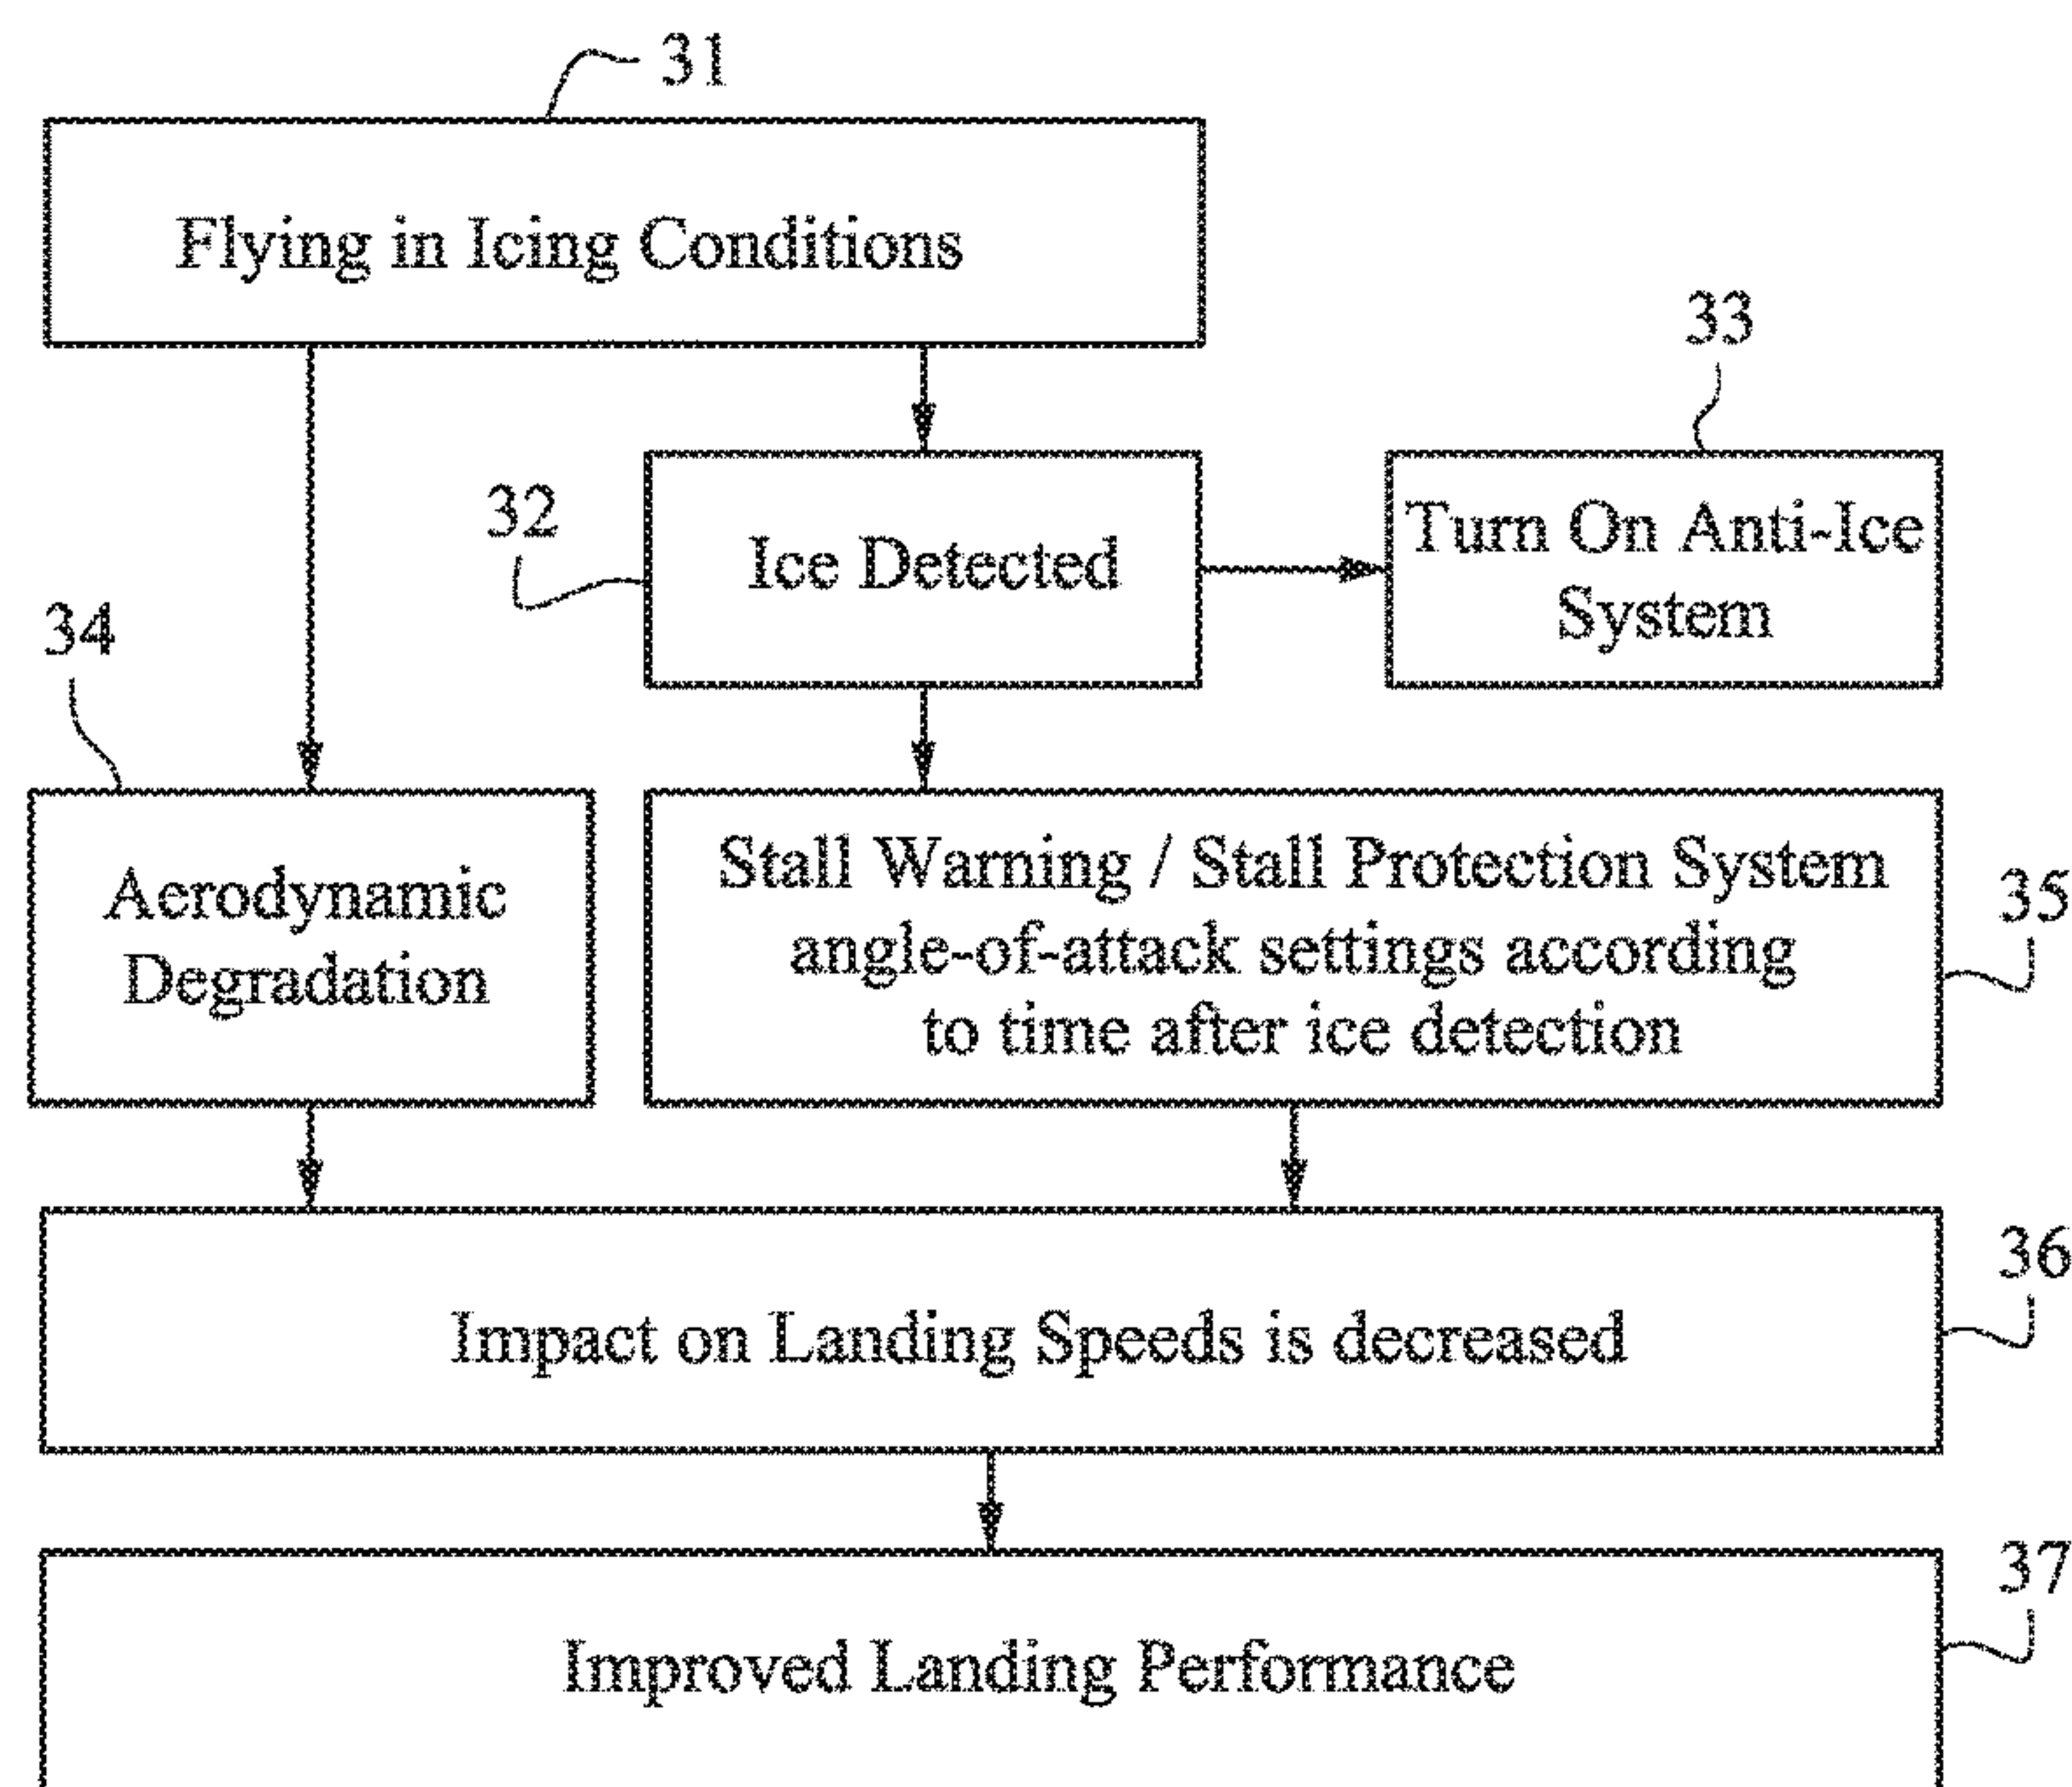 31
Flying in Icing Conditions
33
32
Ice Detected
Turn On Anti-Ice
System
34
Aerodynamic
Degradation
Stall Warning / Stall Protection System
angle-of-attack settings according
to time after ice detection
35
36
Impact on Landing Speeds is decreased
37
Improved Landing Performance